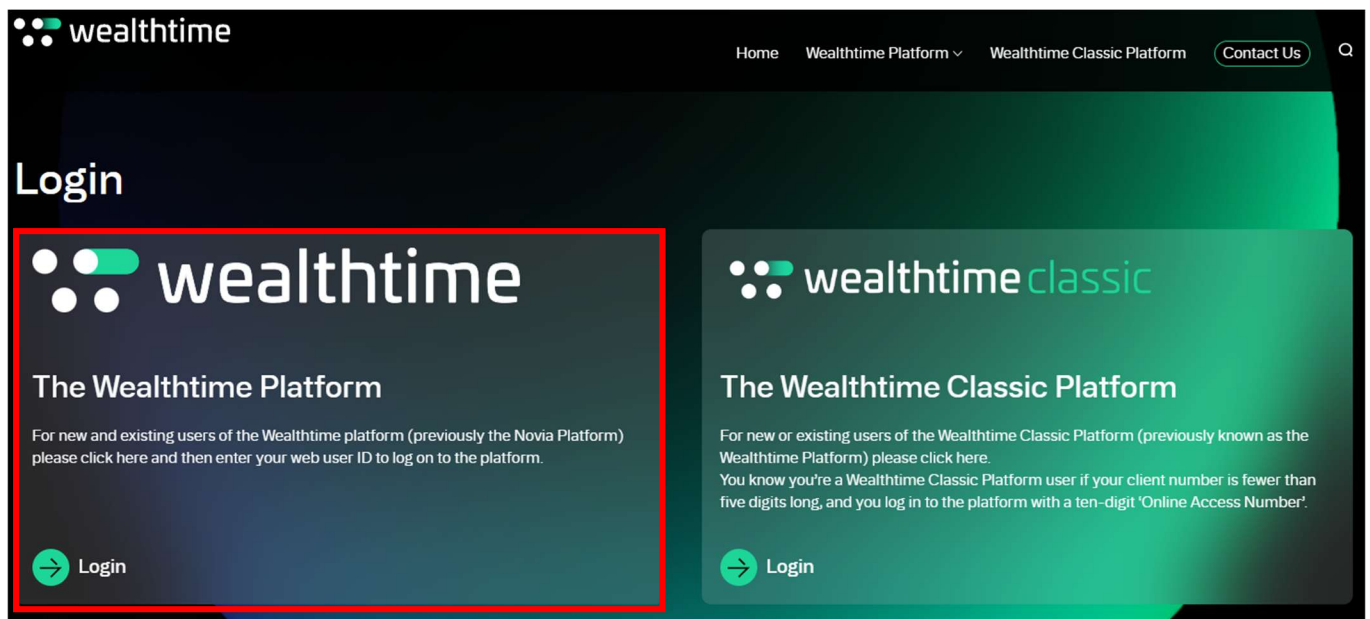 wealthtime
Home Wealthtime Platform Wealthtime Classic Platform Contact Us
Login
wealthtime
The Wealthtime Platform
For new and existing users of the Wealthtime platform (previously the Novia Platform)
please click here and then enter your web user ID to log on to the platform.
Login
wealthtime classic
The Wealthtime Classic Platform
For new or existing users of the Wealthtime Classic Platform (previously known as the
Wealthtime Platform) please click here.
You know you're a Wealthtime Classic Platform user if your client number is fewer than
five digits long, and you log in to the platform with a ten-digit 'Online Access Number'.
Login